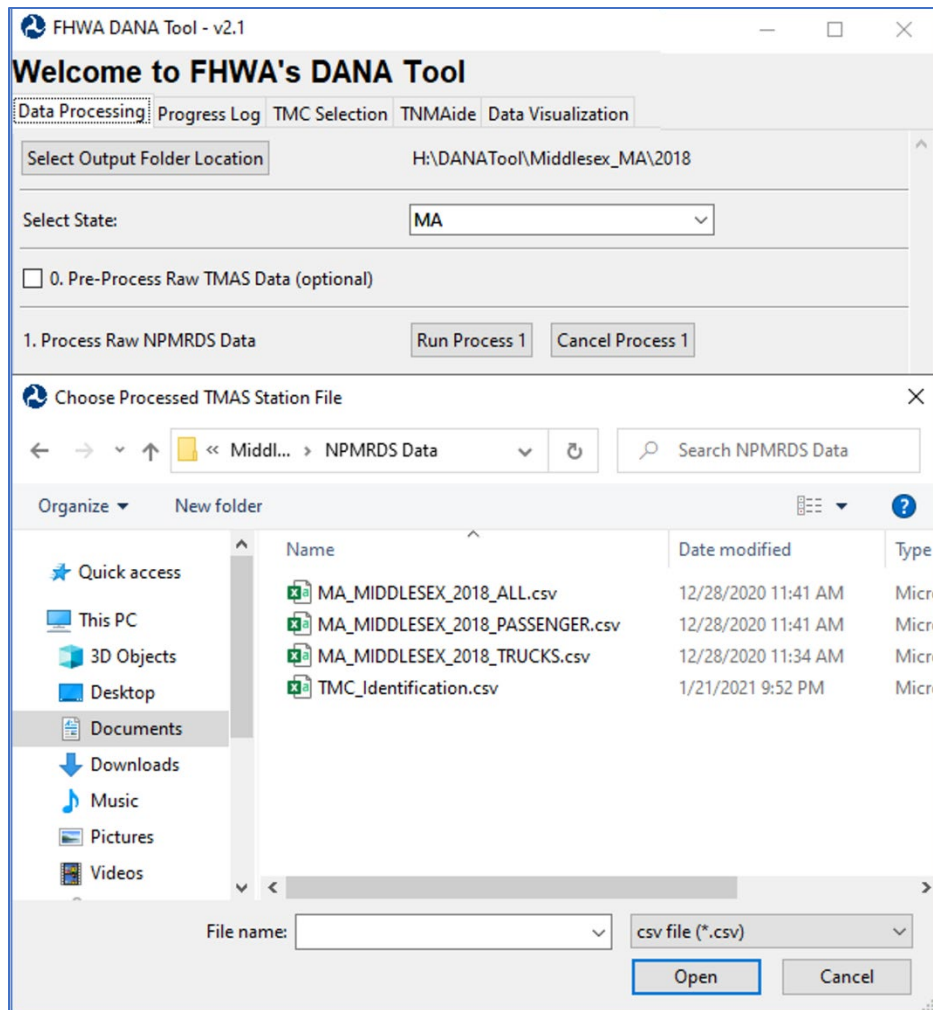 FHWA DANA Tool - v2.1
Welcome to FHWA's DANA Tool
Data Processing Progress Log TMC Selection TNMAide Data Visualization
Select Output Folder Location H:\DANATool\Middlesex_MA\2018
Select State: MA
0. Pre-Process Raw TMAS Data (optional)
1. Process Raw NPMRDS Data Run Process 1 Cancel Process 1
Choose Processed TMAS Station File
« Middl... › NPMRDS Data Search NPMRDS Data
Organize New folder
Name Date modified Type
Quick access
MA_MIDDLESEX_2018_ALL.csv 12/28/2020 11:41 AM Micr
This PC MA_MIDDLESEX_2018_PASSENGER.csv 12/28/2020 11:41 AM Micr
3D Objects MA_MIDDLESEX_2018_TRUCKS.csv 12/28/2020 11:34 AM Micr
Desktop TMC_Identification.csv 1/21/2021 9:52 PM Micr
Documents
Downloads
Music
Pictures
Videos
File name: csv file (*.csv)
Open Cancel